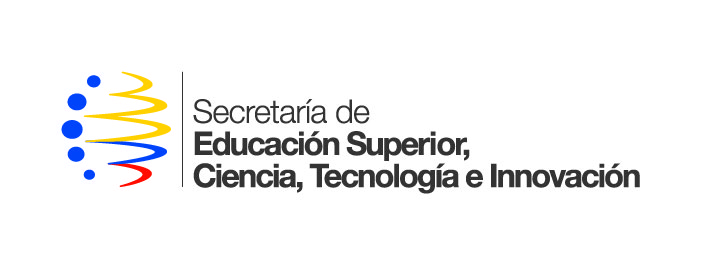 Secretaría de
Educación Superior,
Ciencia, Tecnología e Innovación